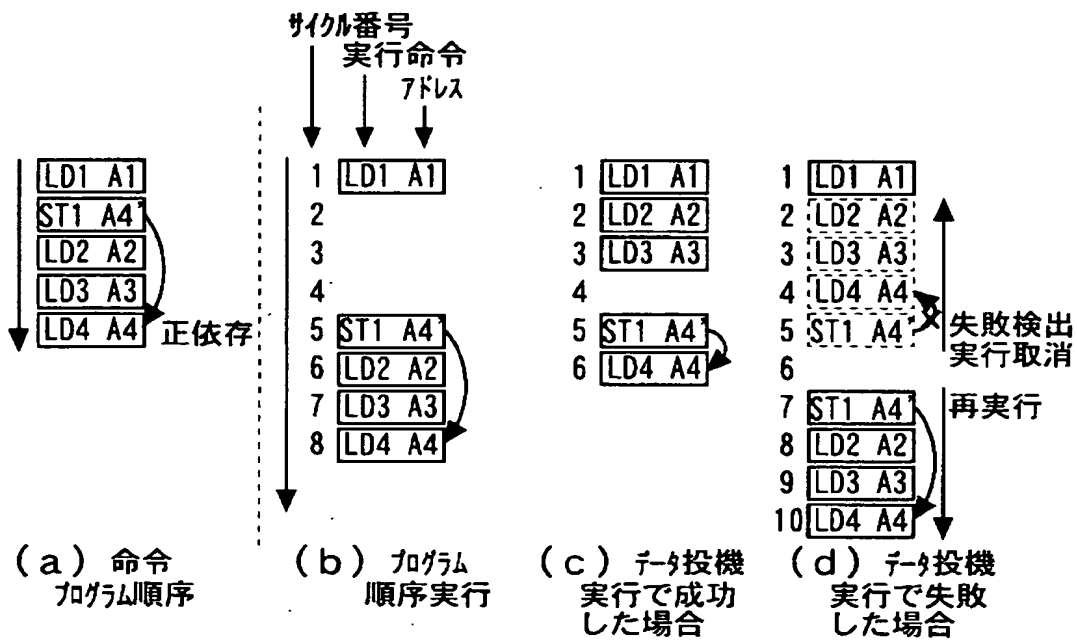 サイクル番号
実行命令
アドレス
LD1 A1
ST1 A4
LD2 A2
LD3 A3
LD4 A4
正依存
1 LD1 A1
2
3
4
5 ST1 A4
6 LD2 A2
7 LD3 A3
8 LD4 A4
1 LD1 A1
2 LD2 A2
3 LD3 A3
4
5 ST1 A4
6 LD4 A4
1 LD1 A1
2 LD2 A2
3 LD3 A3
4 LD4 A4
5 ST1 A4
6
失敗検出
実行取消
7 ST1 A4
8 LD2 A2
9 LD3 A3
10 LD4 A4
再実行
(a) 命令
プログラム順序
(b) プログラム
順序実行
(c) データ投機
実行で成功
した場合
(d) データ投機
実行で失敗
した場合